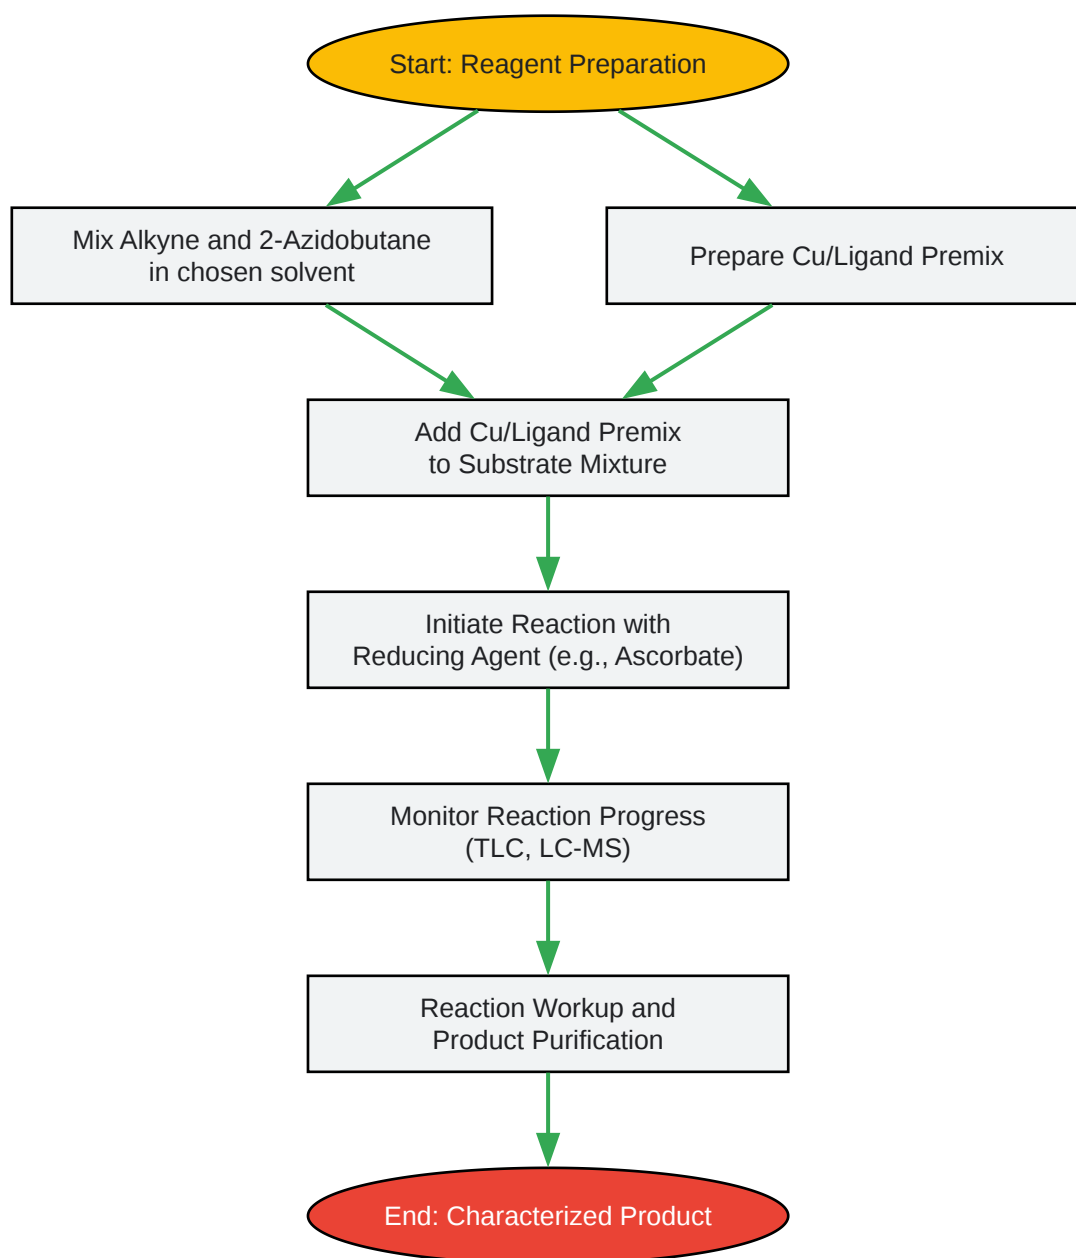 Start: Reagent Preparation
Mix Alkyne and 2-Azidobutane
in chosen solvent
Prepare Cu/Ligand Premix
Add Cu/Ligand Premix
to Substrate Mixture
Initiate Reaction with
Reducing Agent (e.g., Ascorbate)
Monitor Reaction Progress
(TLC, LC-MS)
Reaction Workup and
Product Purification
End: Characterized Product